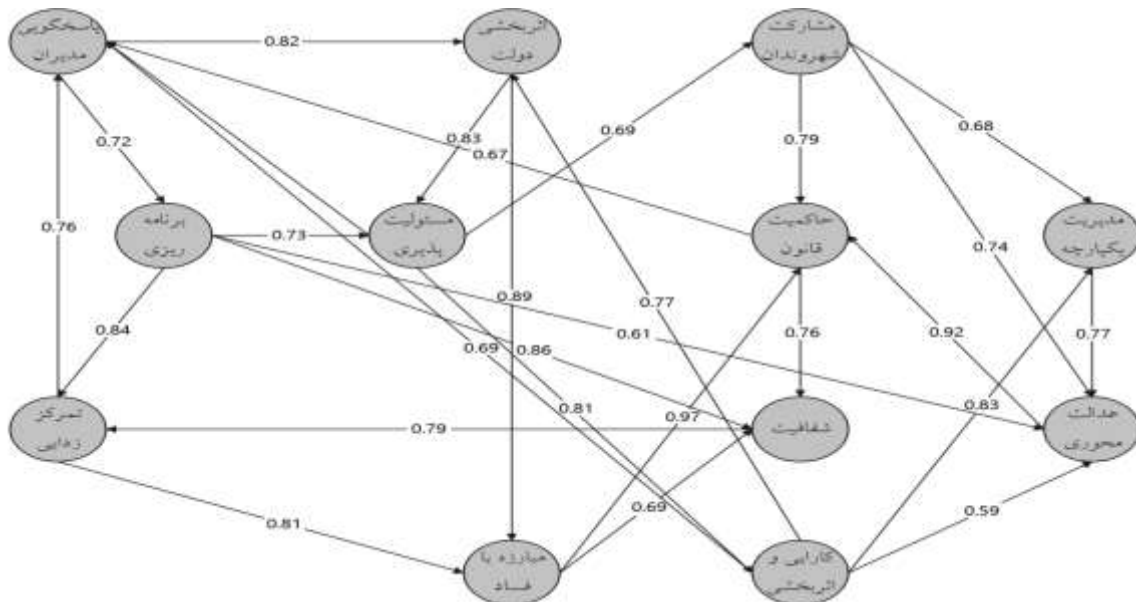 پاسخگویی
مدیران
0.82
اثربخشی
دولت
مشارکت
شهروندان
0.72
0.83
0.69
0.67
0.79
0.68
0.76
برنامه
ریزی
0.73
مسئولیت
پذیری
حاکمیت
قانون
مدیریت
یکپارچه
0.74
0.84
0.89
0.77
0.61
0.92
0.77
0.69
0.86
0.76
0.81
0.97
0.83
تمرکز
زدایی
0.79
شفافیت
عدالت
محوری
0.81
0.69
0.59
مبارزه با
فساد
کارایی و
اثربخشی